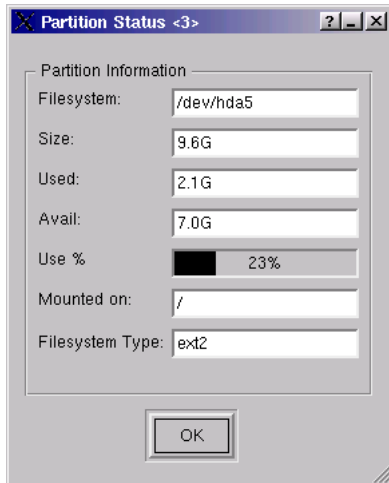 Partition Status <3>
Partition Information
Filesystem: /dev/hda5
Size: 9.6G
Used: 2.1G
Avail: 7.0G
Use % 23%
Mounted on: /
Filesystem Type: ext2
OK